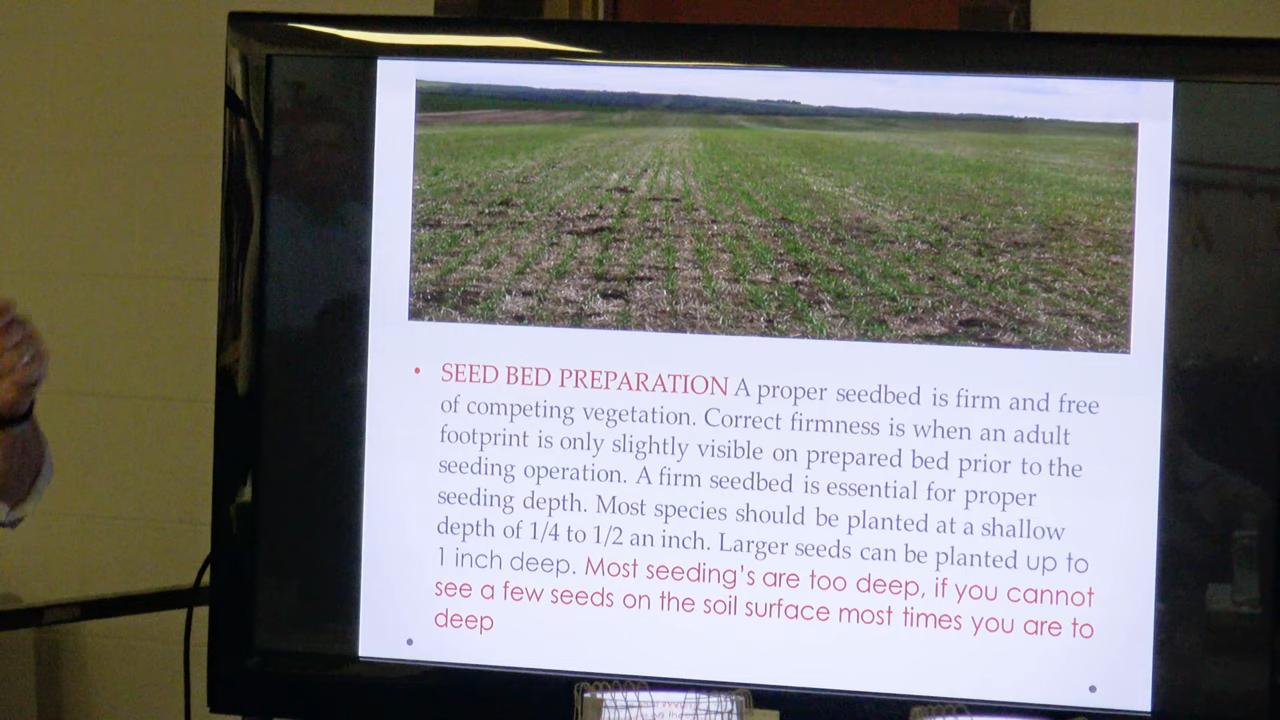 • SEED BED PREPARATION A proper seedbed is firm and free
of competing vegetation. Correct firmness is when an adult
footprint is only slightly visible on prepared bed prior to the
seeding operation. A firm seedbed is essential for proper
seeding depth. Most species should be planted at a shallow
depth of 1/4 to 1/2 an inch. Larger seeds can be planted up to
1 inch deep. Most seeding's are too deep, if you cannot
see a few seeds on the soil surface most times you are to
deep